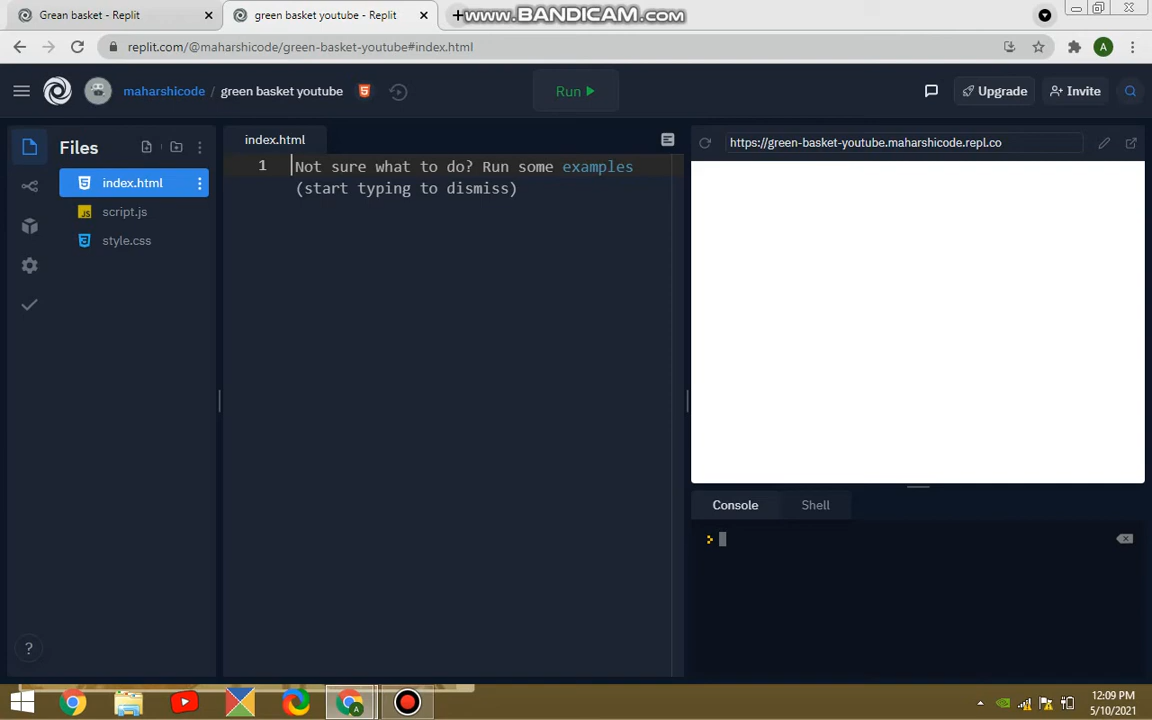 Grean basket - Replit
green basket youtube - Replit
www.BANDICAM.com
replit.com/@maharshicode/green-basket-youtube#index.html
A
maharshicode / green basket youtube
Run
Upgrade
Invite
Files
index.html
script.js
JS
style.css
index.html
1
Not sure what to do? Run some examples
(start typing to dismiss)
https://green-basket-youtube.maharshicode.repl.co
Console
Shell
?
A
12:09 PM
5/10/2021